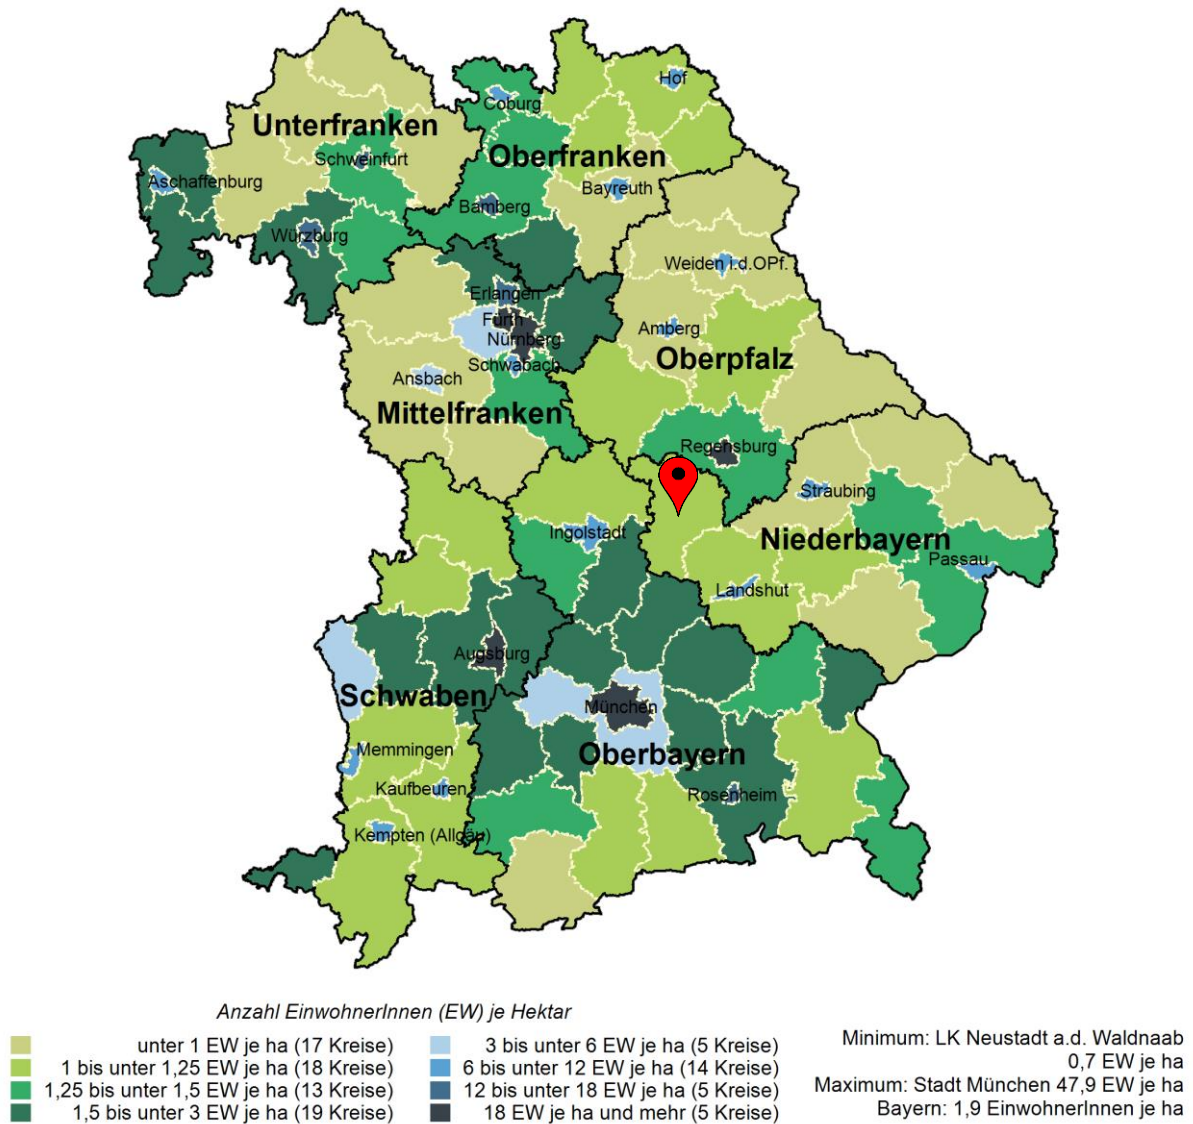 Hof
Coburg
Unterfranken
Oberfranken
Schweinfurt
Aschaffenburg
Bayreuth
Bamberg
Würzburg
Weiden i.d.OPf.
Erlangen
Fürth
Amberg
Nürnberg
Oberpfalz
Schwabach
Ansbach
Mittelfranken
Regensburg
Straubing
Ingolstadt
Niederbayern
Passau
Landshut
Augsburg
Schwaben
München
Memmingen
Oberbayern
Kaufbeuren
Rosenheim
Kempten (Allgäu)
Anzahl EinwohnerInnen (EW) je Hektar
unter 1 EW je ha (17 Kreise)
1 bis unter 1,25 EW je ha (18 Kreise)
1,25 bis unter 1,5 EW je ha (13 Kreise)
1,5 bis unter 3 EW je ha (19 Kreise)
3 bis unter 6 EW je ha (5 Kreise)
6 bis unter 12 EW je ha (14 Kreise)
12 bis unter 18 EW je ha (5 Kreise)
18 EW je ha und mehr (5 Kreise)
Minimum: LK Neustadt a.d. Waldnaab
0,7 EW je ha
Maximum: Stadt München 47,9 EW je ha
Bayern: 1,9 EinwohnerInnen je ha